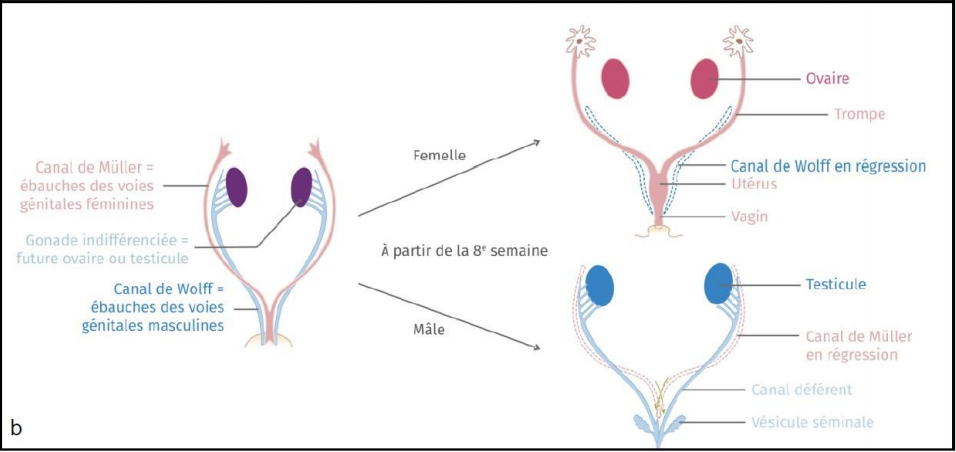 Canal de Müller =
ébauches des voies
génitales féminines
Gonade indifférenciée =
future ovaire ou testicule
Canal de Wolff =
ébauches des voies
génitales masculines
Femelle
À partir de la 8e semaine
Mâle
Ovaire
Trompe
Canal de Wolff en régression
Utérus
Vagin
Testicule
Canal de Müller
en régression
Canal déférent
Vésicule séminale
b